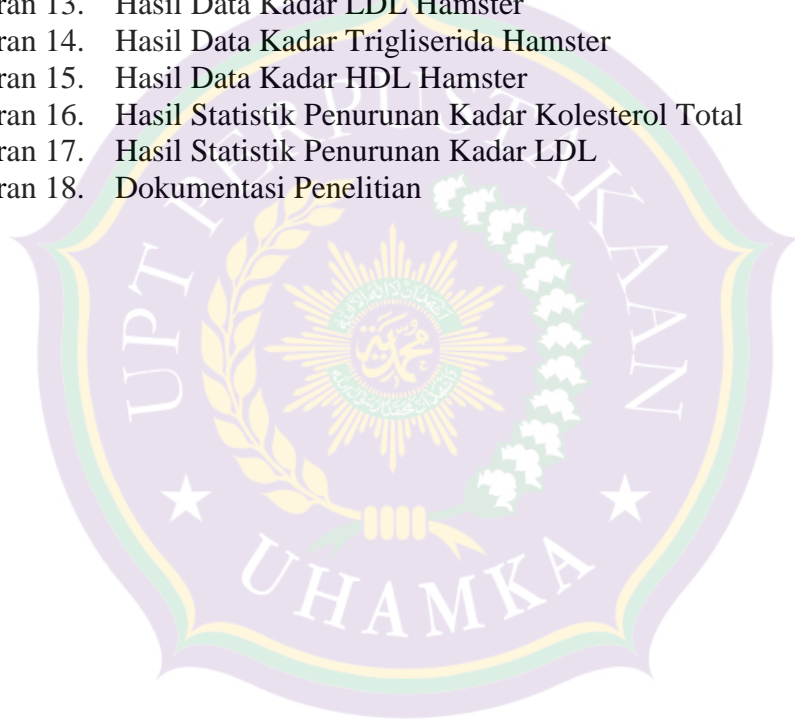 ran 13. Hasil Data Kadar LDL Hamster
ran 14. Hasil Data Kadar Trigliserida Hamster
ran 15. Hasil Data Kadar HDL Hamster
ran 16. Hasil Statistik Penurunan Kadar Kolesterol Total
ran 17. Hasil Statistik Penurunan Kadar LDL
ran 18. Dokumentasi Penelitian
UPT PERPUSTAKAAN
UHAMKA